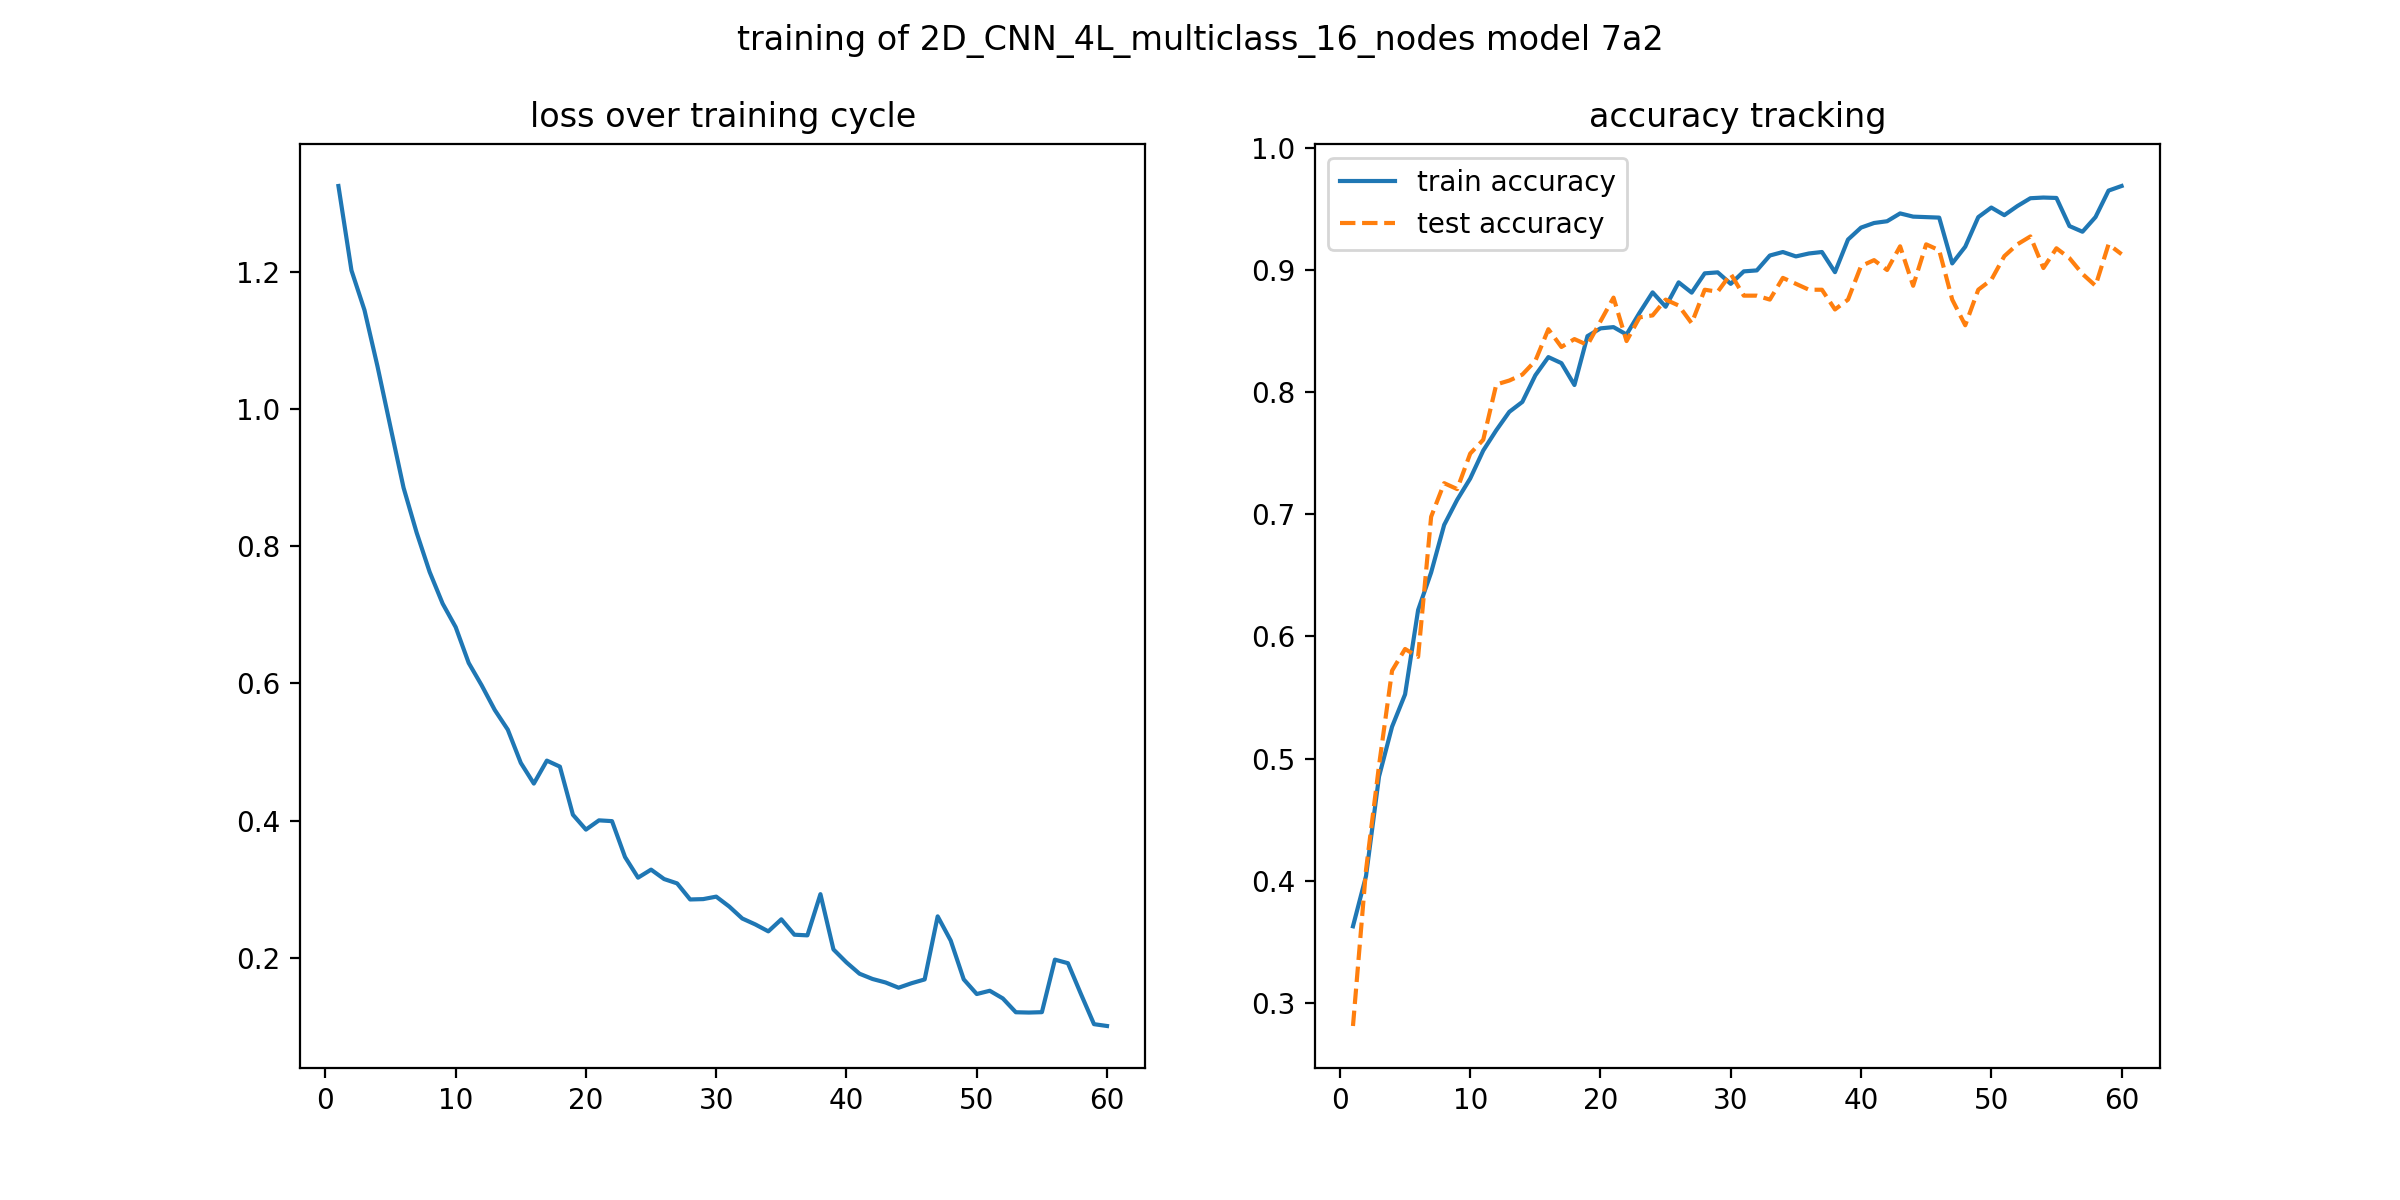 training of 2D_CNN_4L_multiclass_16_nodes model 7a2
loss over training cycle
1.2
1.0
0.8
0.6
0.4
0.2
0 10 20 30 40 50 60
accuracy tracking
train accuracy
test accuracy
1.0
0.9
0.8
0.7
0.6
0.5
0.4
0.3
0 10 20 30 40 50 60